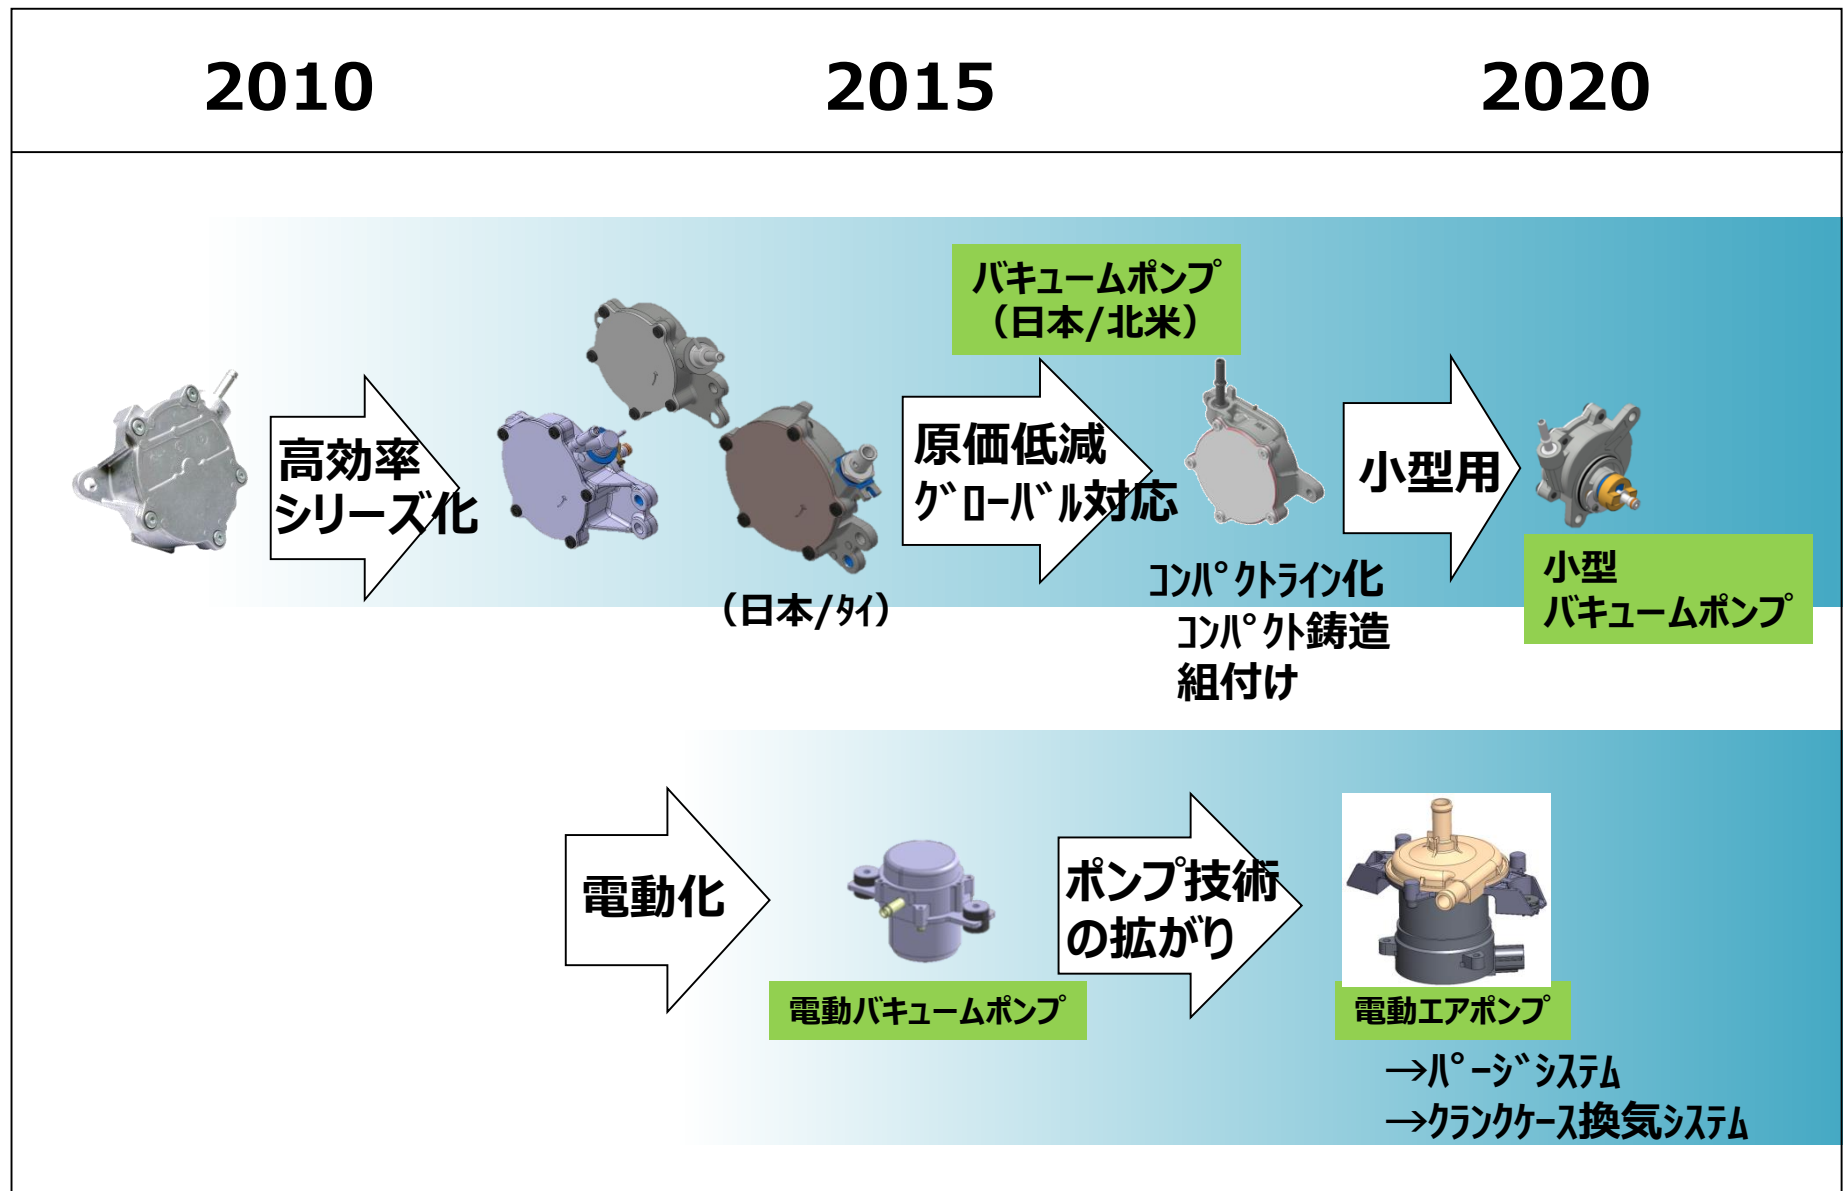 2010
2015
2020
バキュームポンプ
（日本/北米）
高効率
シリーズ化
原価低減
ｸﾞﾛｰﾊﾞﾙ対応
小型用
（日本/ﾀｲ）
ｺﾝﾊﾟｸﾄﾗｲﾝ化
ｺﾝﾊﾟｸﾄ鋳造
組付け
小型
バキュームポンプ
電動化
ポンプ技術
の拡がり
電動バキュームポンプ
電動エアポンプ
→ﾊﾟｰｼﾞｼｽﾃﾑ
→ｸﾗﾝｸｹｰｽ換気ｼｽﾃﾑ